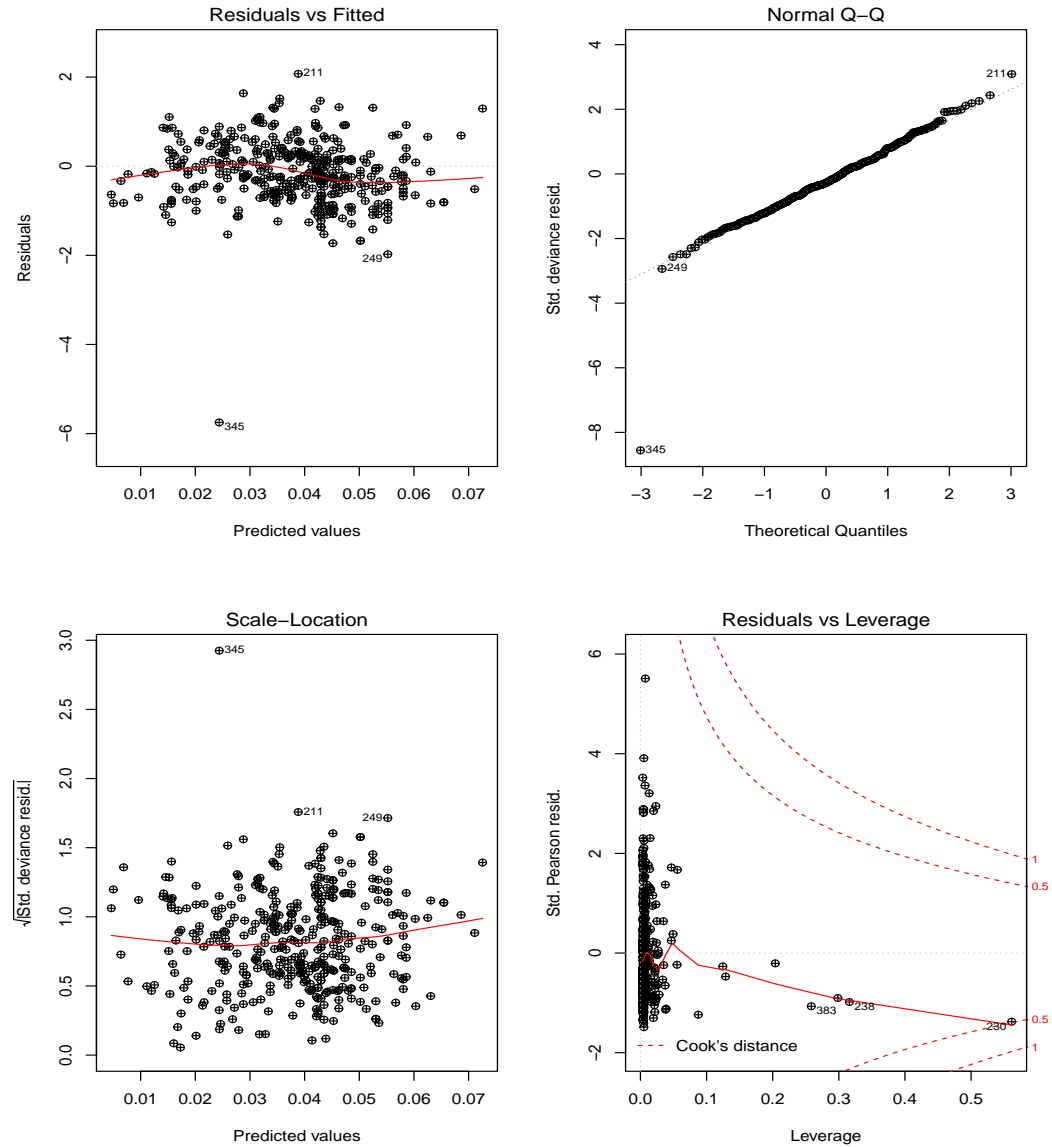 Residuals vs Fitted
2
0
−2
−4
−6
Residuals
211
249
345
0.01 0.02 0.03 0.04 0.05 0.06 0.07
Predicted values
Normal Q−Q
4
2
0
−2
−4
−6
−8
Std. deviance resid.
211
249
345
−3 −2 −1 0 1 2 3
Theoretical Quantiles
Scale−Location
3.0
2.5
2.0
1.5
1.0
0.5
0.0
√|Std. deviance resid.|
345
211
249
0.01 0.02 0.03 0.04 0.05 0.06 0.07
Predicted values
Residuals vs Leverage
6
4
2
0
−2
Std. Pearson resid.
1
0.5
0.5
1
383
238
230
Cook's distance
0.0 0.1 0.2 0.3 0.4 0.5
Leverage